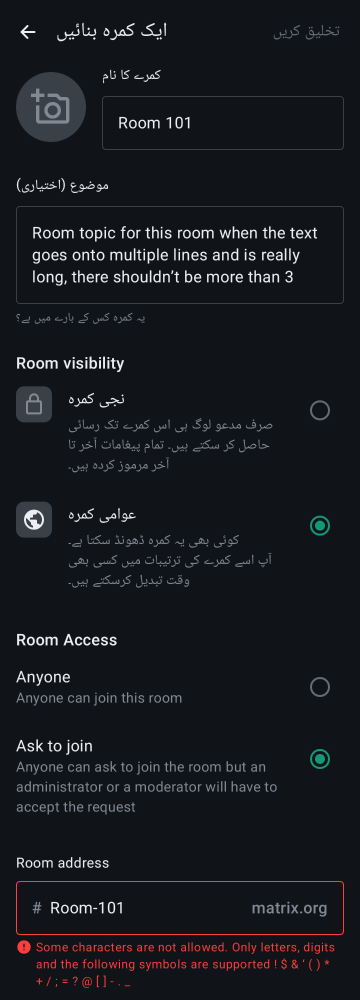 ایک کمرہ بنائیں
تخلیق کریں
کمرے کا نام
Room 101
موضوع (اختیاری)
Room topic for this room when the text
goes onto multiple lines and is really
long, there shouldn’t be more than 3
یہ کمرہ کس کے بارے میں ہے؟
Room visibility
نجی کمرہ
صرف مدعو لوگ ہی اس کمرے تک رسائی
حاصل کر سکتے ہیں۔ تمام پیغامات آخر تا
آخر مرموز کردہ ہیں۔
عوامی کمرہ
کوئی بھی یہ کمرہ ڈھونڈ سکتا ہے۔
آپ اسے کمرے کی ترتیبات میں کسی بھی
وقت تبدیل کرسکتے ہیں۔
Room Access
Anyone
Anyone can join this room
Ask to join
Anyone can ask to join the room but an
administrator or a moderator will have to
accept the request
Room address
# Room-101 matrix.org
Some characters are not allowed. Only letters, digits
and the following symbols are supported ! $ & ‘ ( ) *
+ / ; = ? @ [ ] - . _